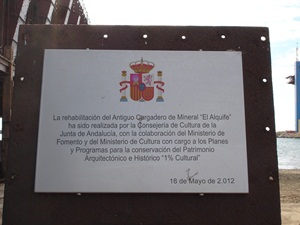 La rehabilitación del Antiguo Cargadero de Mineral "El Alquife"
ha sido realizada por la Consejería de Cultura de la
Junta de Andalucía, con la colaboración del Ministerio de
Fomento y del Ministerio de Cultura con cargo a los Planes
y Programas para la conservación del Patrimonio
Arquitectónico e Histórico "1% Cultural"
18 de Mayo de 2.012